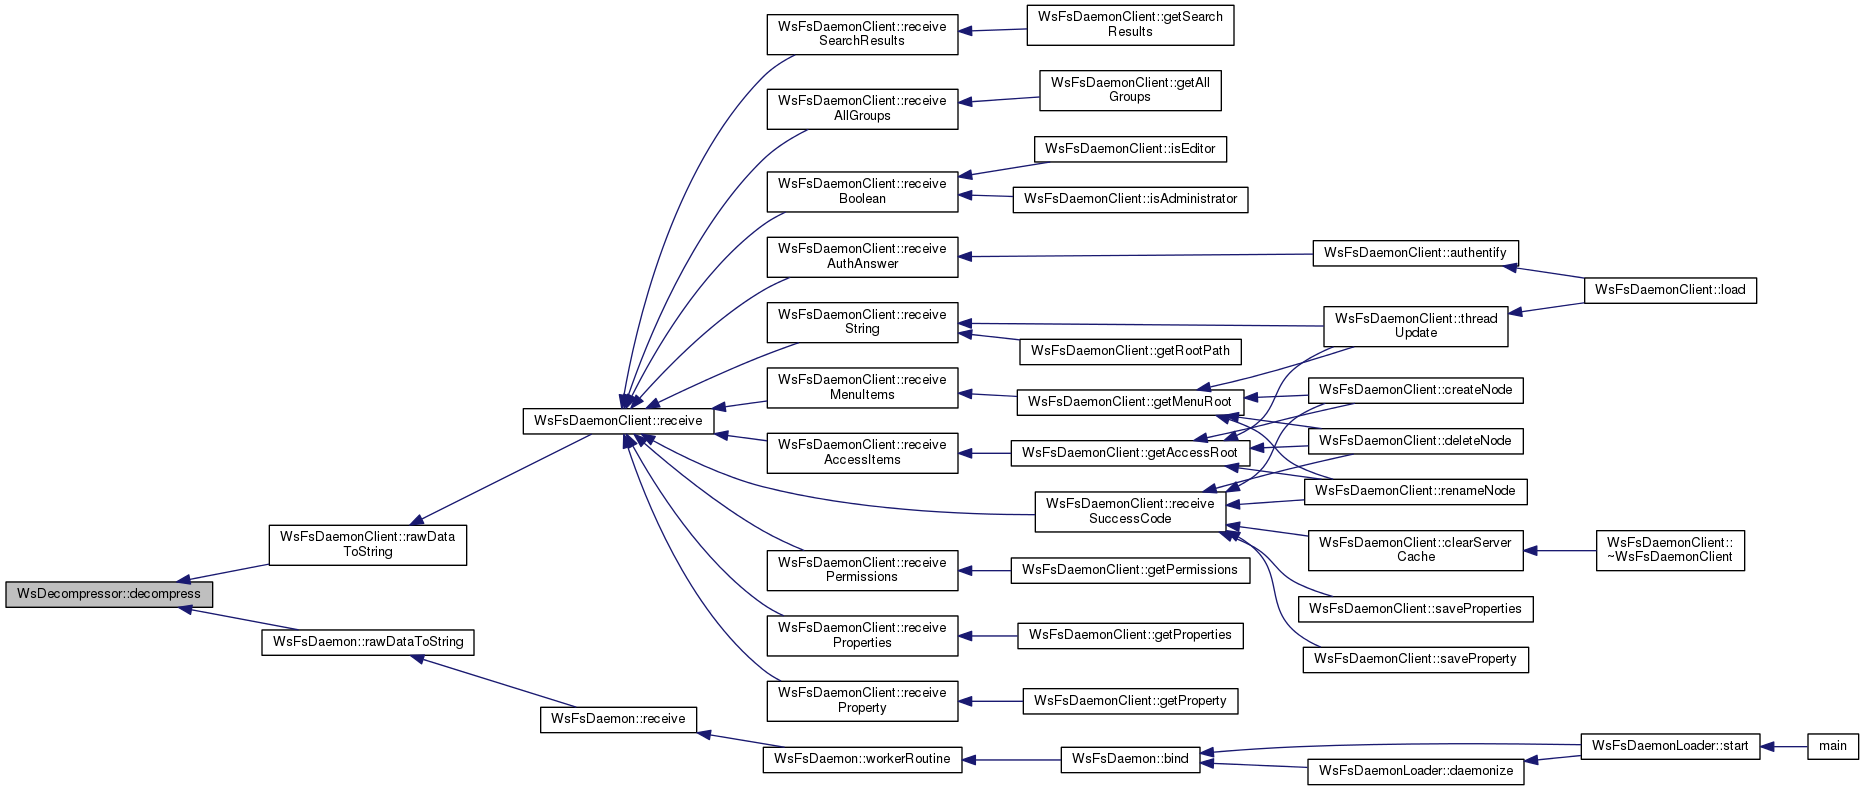 WsFsDaemonClient::receive
SearchResults
WsFsDaemonClient::getSearch
Results
WsFsDaemonClient::receive
AllGroups
WsFsDaemonClient::getAll
Groups
WsFsDaemonClient::receive
Boolean
WsFsDaemonClient::isEditor
WsFsDaemonClient::isAdministrator
WsFsDaemonClient::receive
AuthAnswer
WsFsDaemonClient::authentify
WsFsDaemonClient::load
WsFsDaemonClient::receive
String
WsFsDaemonClient::thread
Update
WsFsDaemonClient::getRootPath
WsFsDaemonClient::receive
MenuItems
WsFsDaemonClient::getMenuRoot
WsFsDaemonClient::createNode
WsFsDaemonClient::receive
WsFsDaemonClient::receive
AccessItems
WsFsDaemonClient::getAccessRoot
WsFsDaemonClient::deleteNode
WsFsDaemonClient::renameNode
WsFsDaemonClient::receive
SuccessCode
WsFsDaemonClient::rawData
ToString
WsFsDaemonClient::clearServer
Cache
WsFsDaemonClient::
~WsFsDaemonClient
WsFsDaemonClient::receive
Permissions
WsFsDaemonClient::getPermissions
WsDecompressor::decompress
WsFsDaemonClient::saveProperties
WsFsDaemon::rawDataToString
WsFsDaemonClient::receive
Properties
WsFsDaemonClient::getProperties
WsFsDaemonClient::saveProperty
WsFsDaemonClient::receive
Property
WsFsDaemonClient::getProperty
WsFsDaemon::receive
WsFsDaemon::workerRoutine
WsFsDaemon::bind
WsFsDaemonLoader::start
main
WsFsDaemonLoader::daemonize